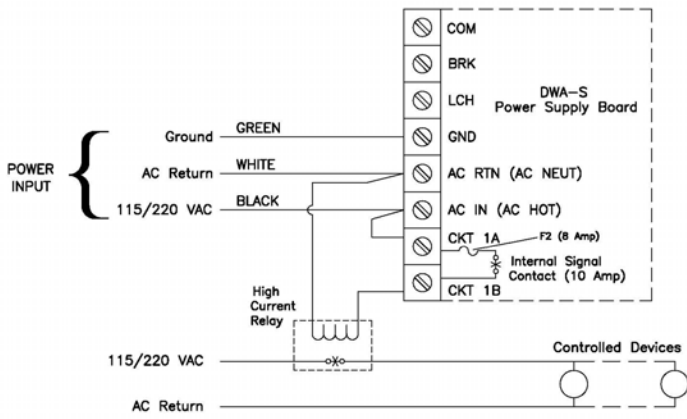 COM
BRK
LCH
DWA-S
Power Supply Board
POWER
INPUT
Ground
GREEN
GND
AC Return
WHITE
AC RTN (AC NEUT)
115/220 VAC
BLACK
AC IN (AC HOT)
CKT 1A
F2 (8 Amp)
Internal Signal
Contact (10 Amp)
CKT 1B
High
Current
Relay
115/220 VAC
Controlled Devices
AC Return